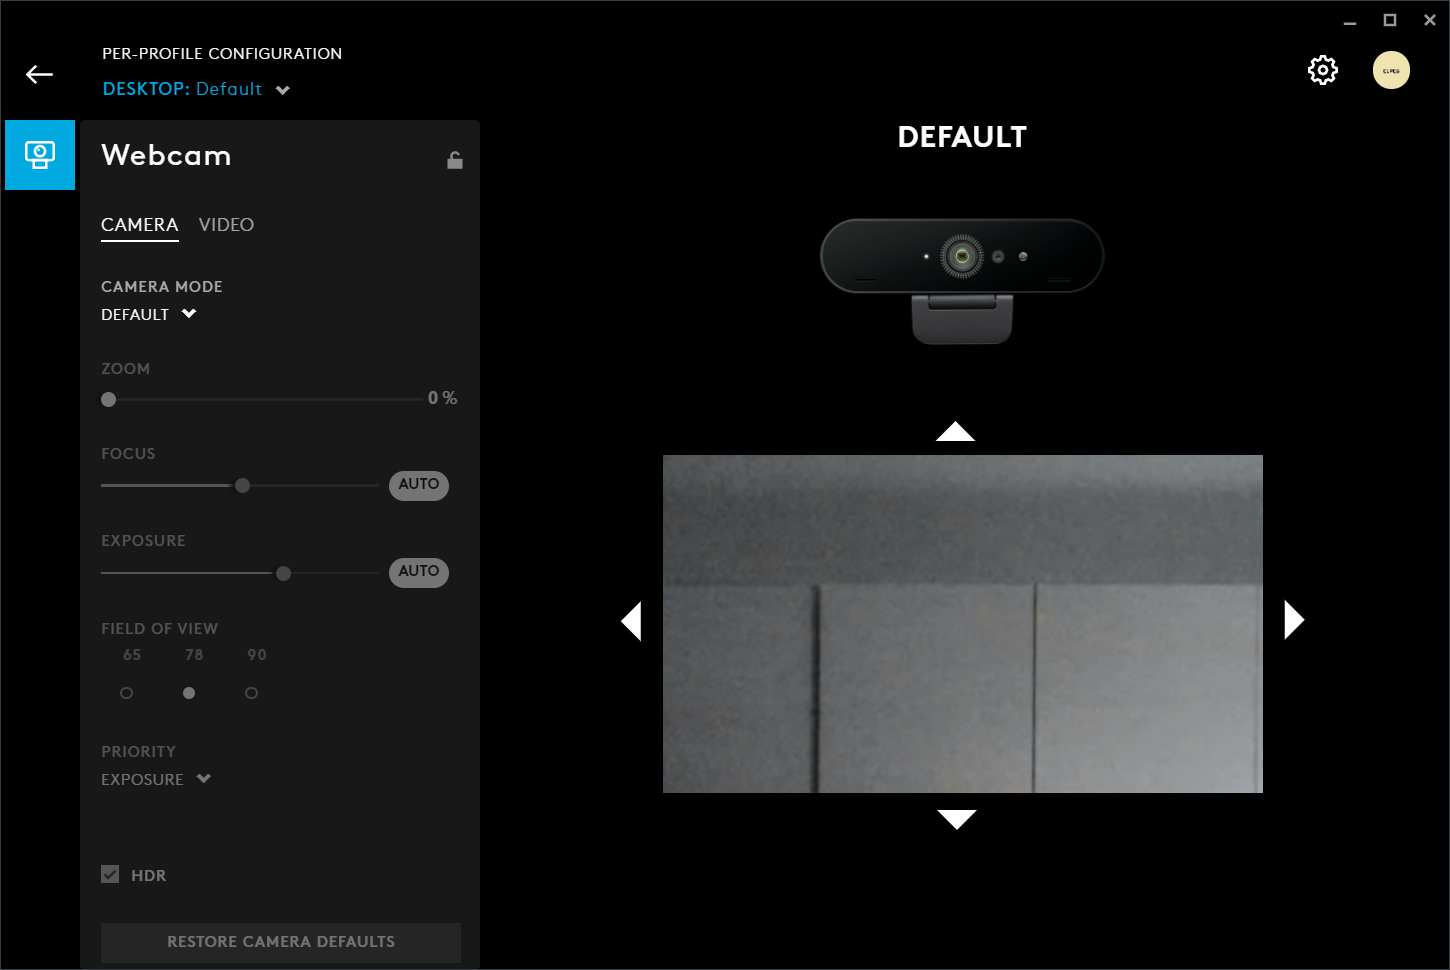 PER-PROFILE CONFIGURATION
DESKTOP: Default
Webcam
CAMERA VIDEO
CAMERA MODE
DEFAULT
ZOOM
0 %
FOCUS
AUTO
EXPOSURE
AUTO
FIELD OF VIEW
65 78 90
PRIORITY
EXPOSURE
HDR
RESTORE CAMERA DEFAULTS
DEFAULT